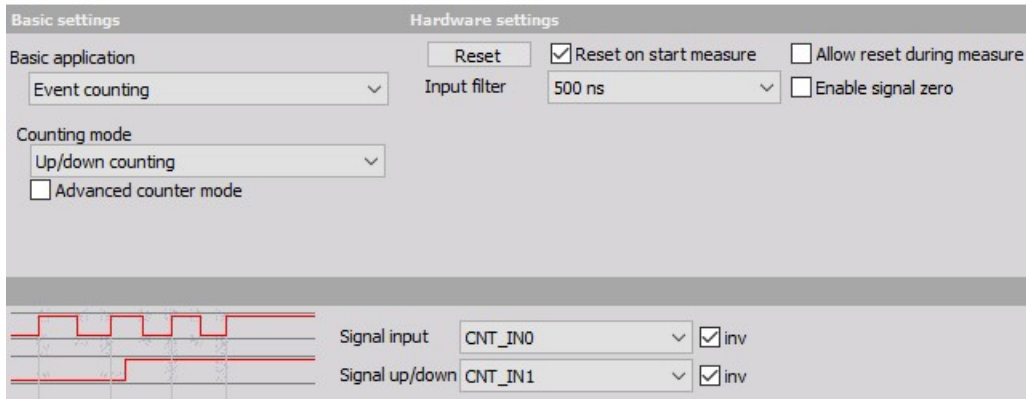 Basic settings
Hardware settings
Basic application
Reset
Reset on start measure
Allow reset during measure
Event counting
Input filter
500 ns
Enable signal zero
Counting mode
Up/down counting
Advanced counter mode
Signal input
CNT_IN0
inv
Signal up/down
CNT_IN1
inv